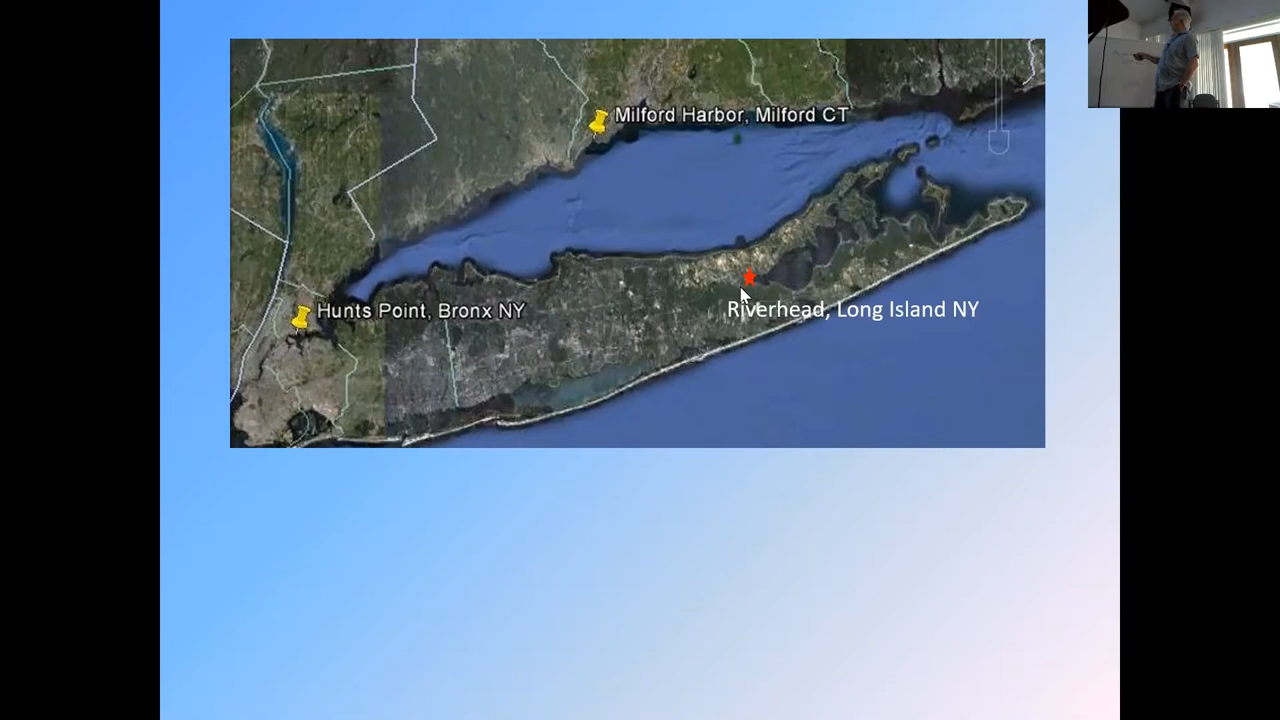 Milford Harbor, Milford CT
Hunts Point, Bronx NY
Riverhead, Long Island NY